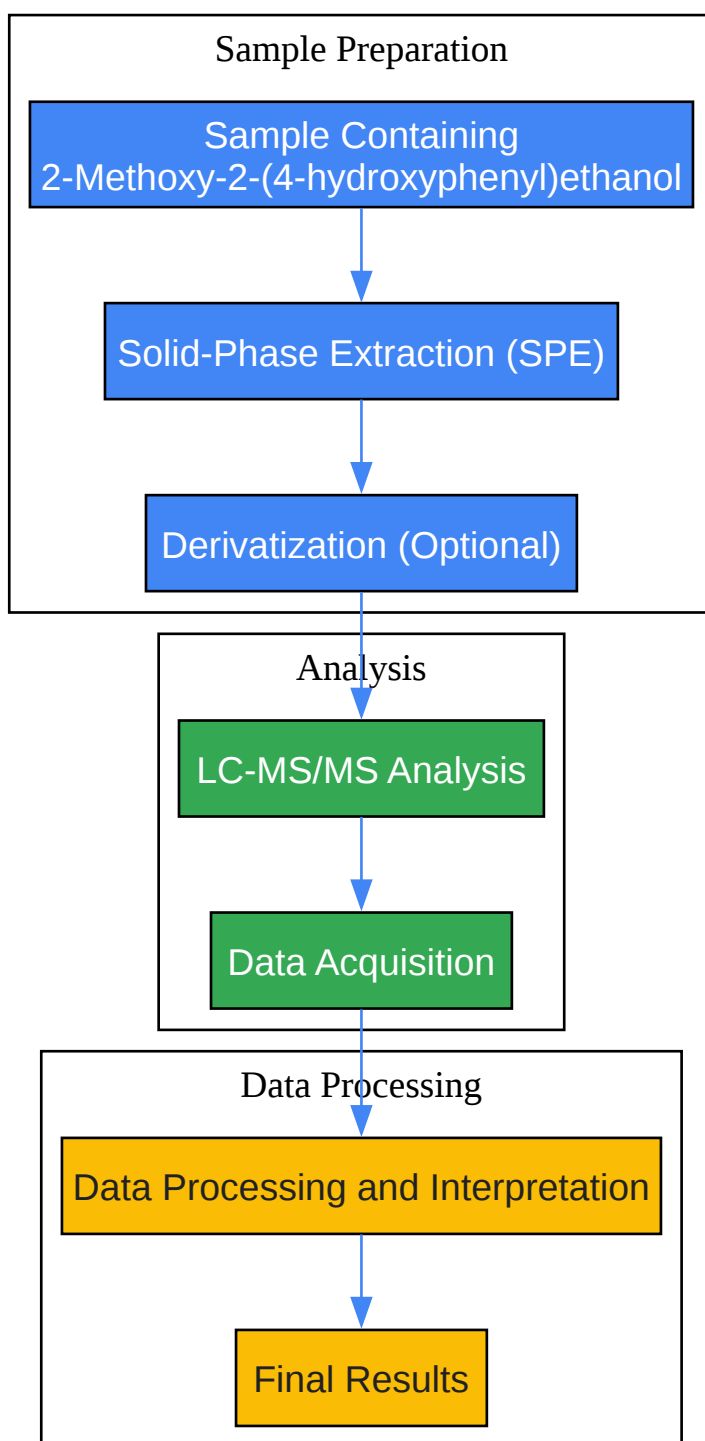 Sample Preparation
Sample Containing
2-Methoxy-2-(4-hydroxyphenyl)ethanol
Solid-Phase Extraction (SPE)
Derivatization (Optional)
Analysis
LC-MS/MS Analysis
Data Acquisition
Data Processing
Data Processing and Interpretation
Final Results